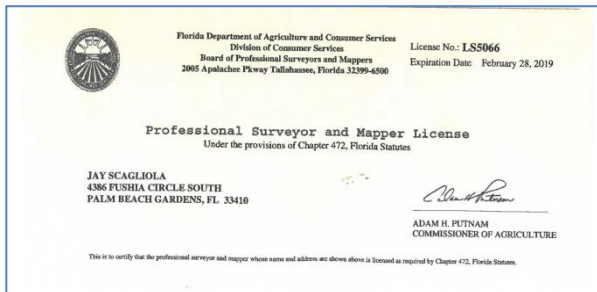 Florida Department of Agriculture and Consumer Services
Division of Consumer Services
Board of Professional Surveyors and Mappers
2005 Apalachee Pkway Tallahassee, Florida 32399-6500
License No.: LS5066
Expiration Date February 28, 2019
Professional Surveyor and Mapper License
Under the provisions of Chapter 472, Florida Statutes
JAY SCAGLIOLA
4386 FUSHIA CIRCLE SOUTH
PALM BEACH GARDENS, FL 33410
Adam H Putnam
ADAM H. PUTNAM
COMMISSIONER OF AGRICULTURE
This is to certify that the professional surveyor and mapper whose name and address are shown above is licensed as required by Chapter 472, Florida Statutes.